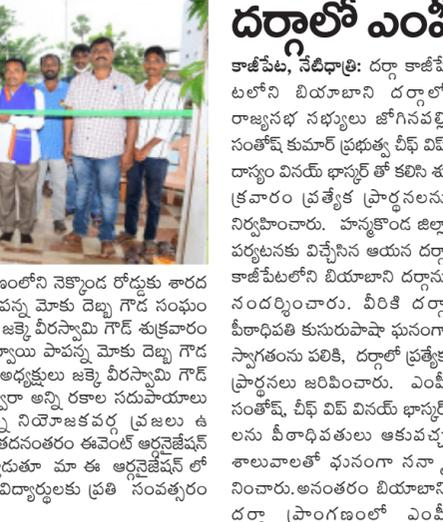 ణంలోని నెక్కొండ రోడ్డుకు శారద
పన్న మోకు దెబ్బ గౌడ సంఘం
జక్కె వీరస్వామి గౌడ్ శుక్రవారం
్వాయి పాపన్న మోకు దెబ్బ గౌడ
అధ్యక్షులు జక్కె వీరస్వామి గౌడ్
్వారా అన్ని రకాల సదుపాయాలు
నియోజకవర్గ ప్రజలు ఉ
తదనంతరం ఈవెంట్ ఆర్గనైజేషన్
డుతూ మా ఈ ఆర్గనైజేషన్ లో
విద్యార్థులకు ప్రతి సంవత్సరం
దర్గాలో ఎంపీ
కాజీపేట, నేటిధాత్రి: దర్గా కాజీపే
టలోని బియాబాని దర్గాలో
రాజ్యసభ సభ్యులు జోగినపల్లి
సంతోష్ కుమార్ ప్రభుత్వ చీఫ్ విప్
దాస్యం వినయ్ భాస్కర్ తో కలిసి శు
క్రవారం ప్రత్యేక ప్రార్థనలను
నిర్వహించారు. హన్మకొండ జిల్లా
పర్యటనకు విచ్చేసిన ఆయన దర్గా
కాజీపేటలోని బియాబాని దర్గాను
నందర్శించారు. వీరికి దర్గా
పీఠాధిపతి కుసురుపాషా ఘనంగా
స్వాగతంను పలికి, దర్గాలో ప్రత్యేక
ప్రార్థనలు జరిపించారు. ఎంపీ
సంతోష్, చీఫ్ విప్ వినయ్ భాస్కర్
లను పీఠాధిపతులు ఆకుపచ్చ
శాలువాలతో ఘనంగా సన్మా
నించారు.అనంతరం బియాబాని
దర్గా ప్రాంగణంలో ఎంపీ